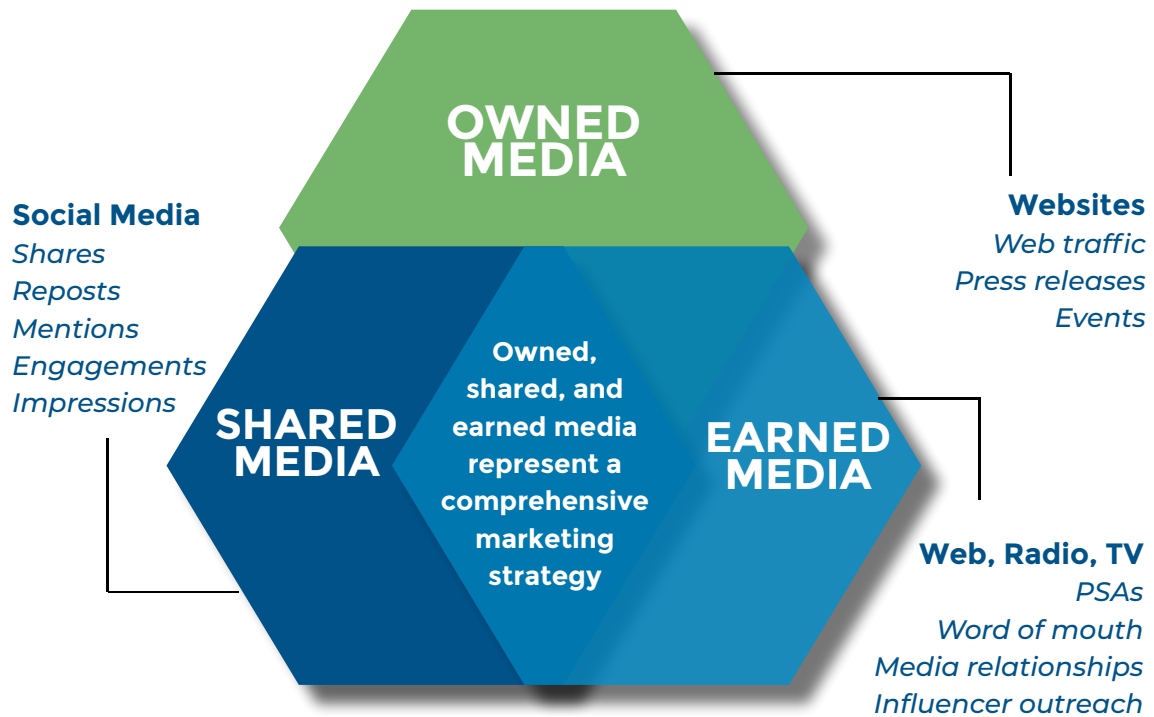 OWNED
MEDIA
Social Media
Shares
Reposts
Mentions
Engagements
Impressions
Websites
Web traffic
Press releases
Events
SHARED
MEDIA
Owned,
shared, and
earned media
represent a
comprehensive
marketing
strategy
EARNED
MEDIA
Web, Radio, TV
PSAs
Word of mouth
Media relationships
Influencer outreach